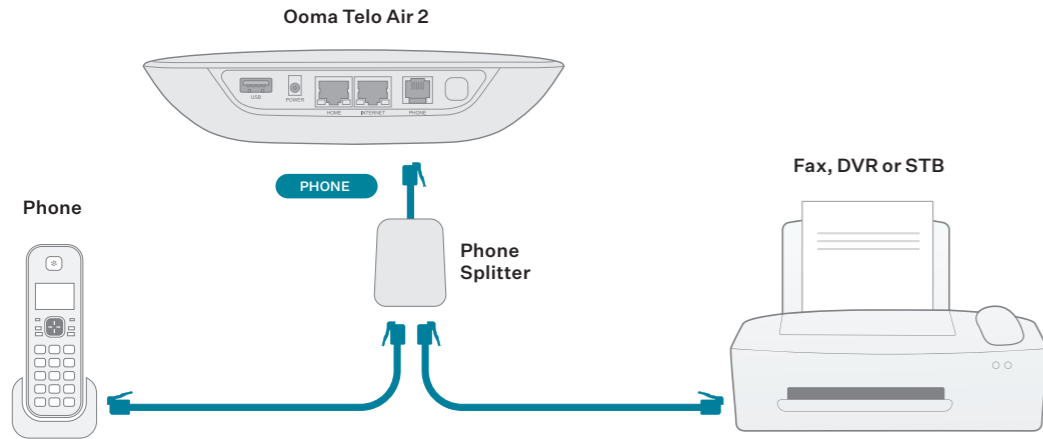 Ooma Telo Air 2
USB
POWER
HOME
INTERNET
PHONE
PHONE
Fax, DVR or STB
Phone
Phone
Splitter